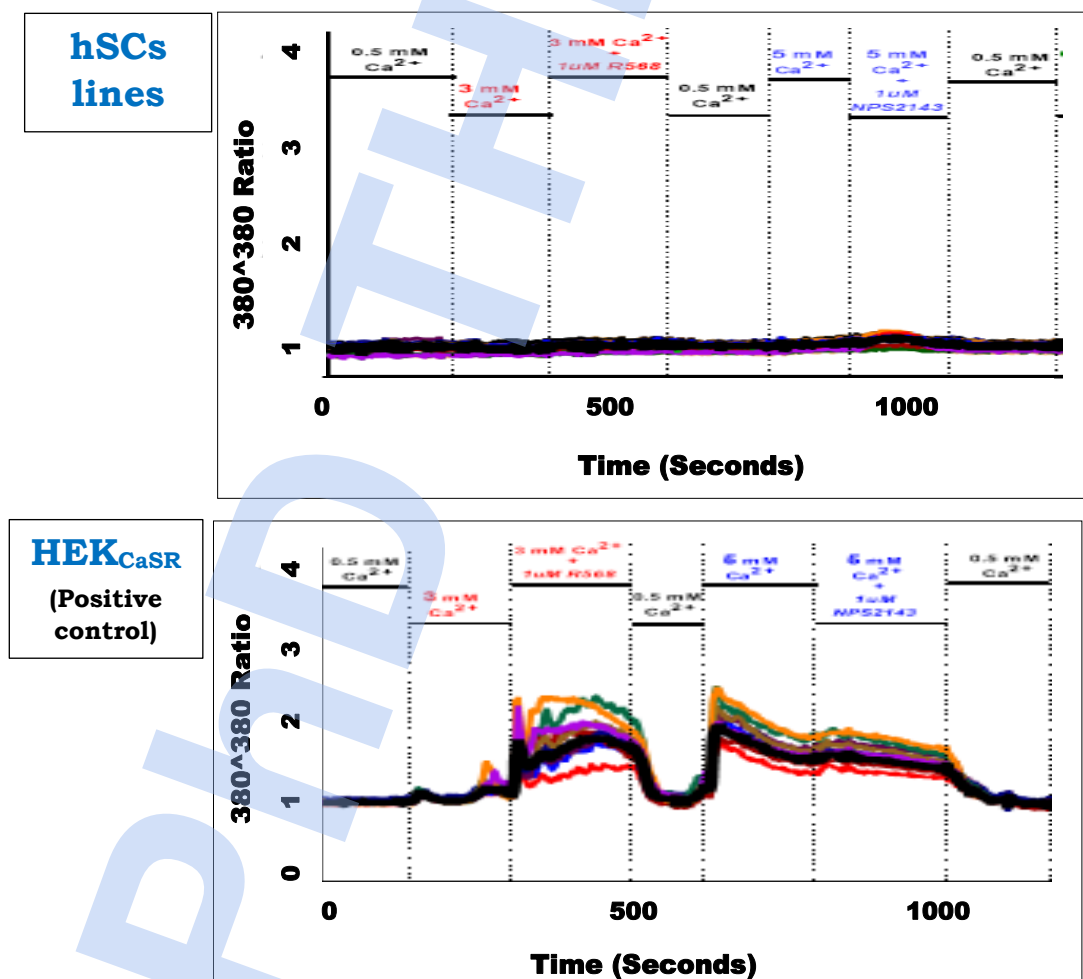 hSCs
lines
380^380 Ratio
4
3
2
1
0.5 mM
Ca²⁺
3 mM
Ca²⁺
3 mM Ca²⁺
+
1uM R568
0.5 mM
Ca²⁺
5 mM
Ca²⁺
5 mM
Ca²⁺
+
1uM
NPS2143
0.5 mM
Ca²⁺
0
500
1000
Time (Seconds)
HEKCaSR
(Positive
control)
380^380 Ratio
4
3
2
1
0
0.5 mM
Ca²⁺
3 mM
Ca²⁺
3 mM Ca²⁺
+
1uM R568
0.5 mM
Ca²⁺
5 mM
Ca²⁺
5 mM
Ca²⁺
+
1uM
NPS2143
0.5 mM
Ca²⁺
0
500
1000
Time (Seconds)
PhD TH